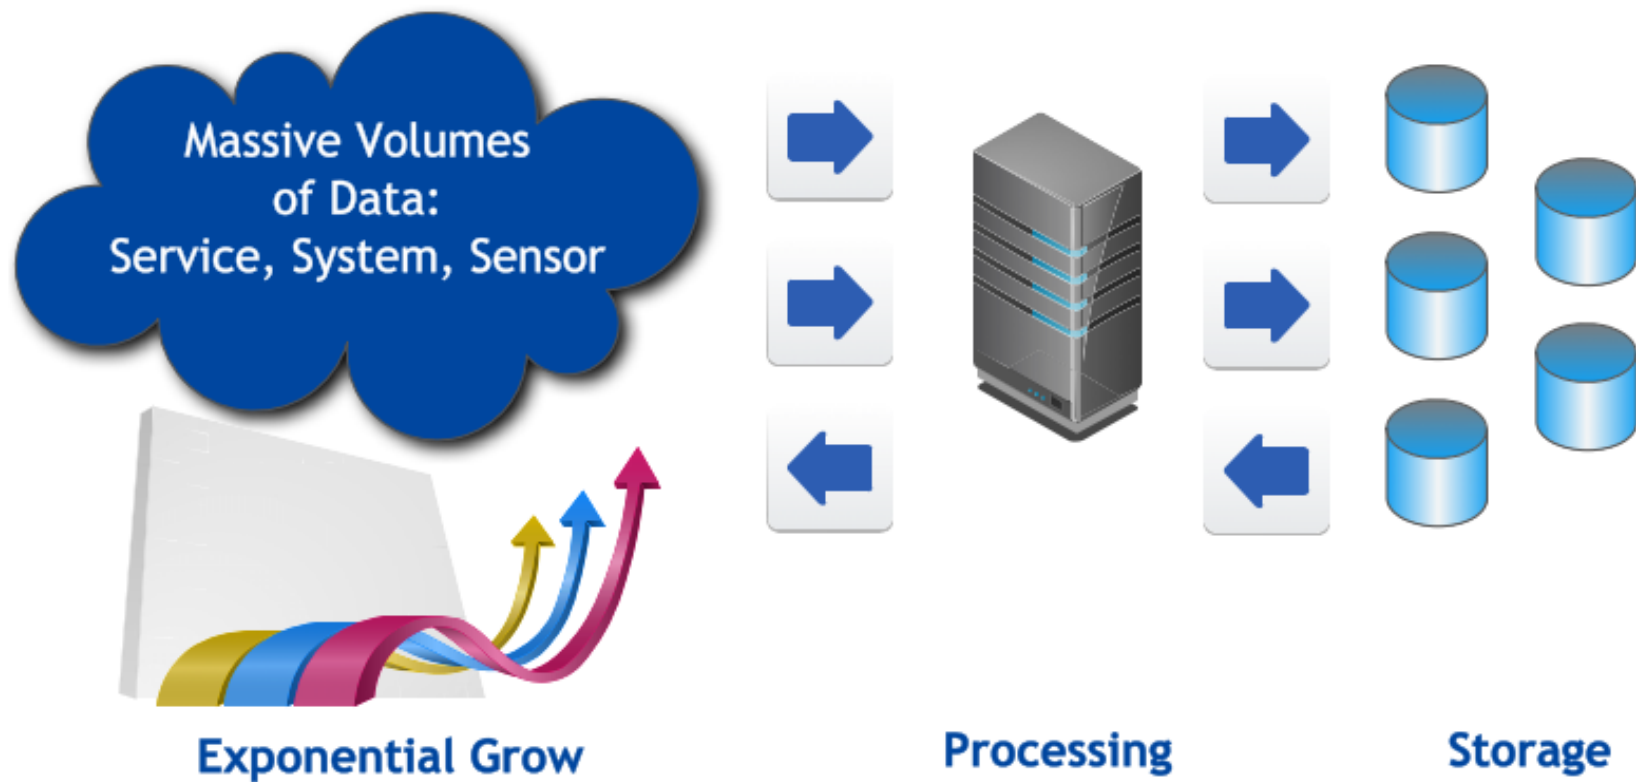 Massive Volumes
of Data:
Service, System, Sensor
Exponential Grow
Processing
Storage